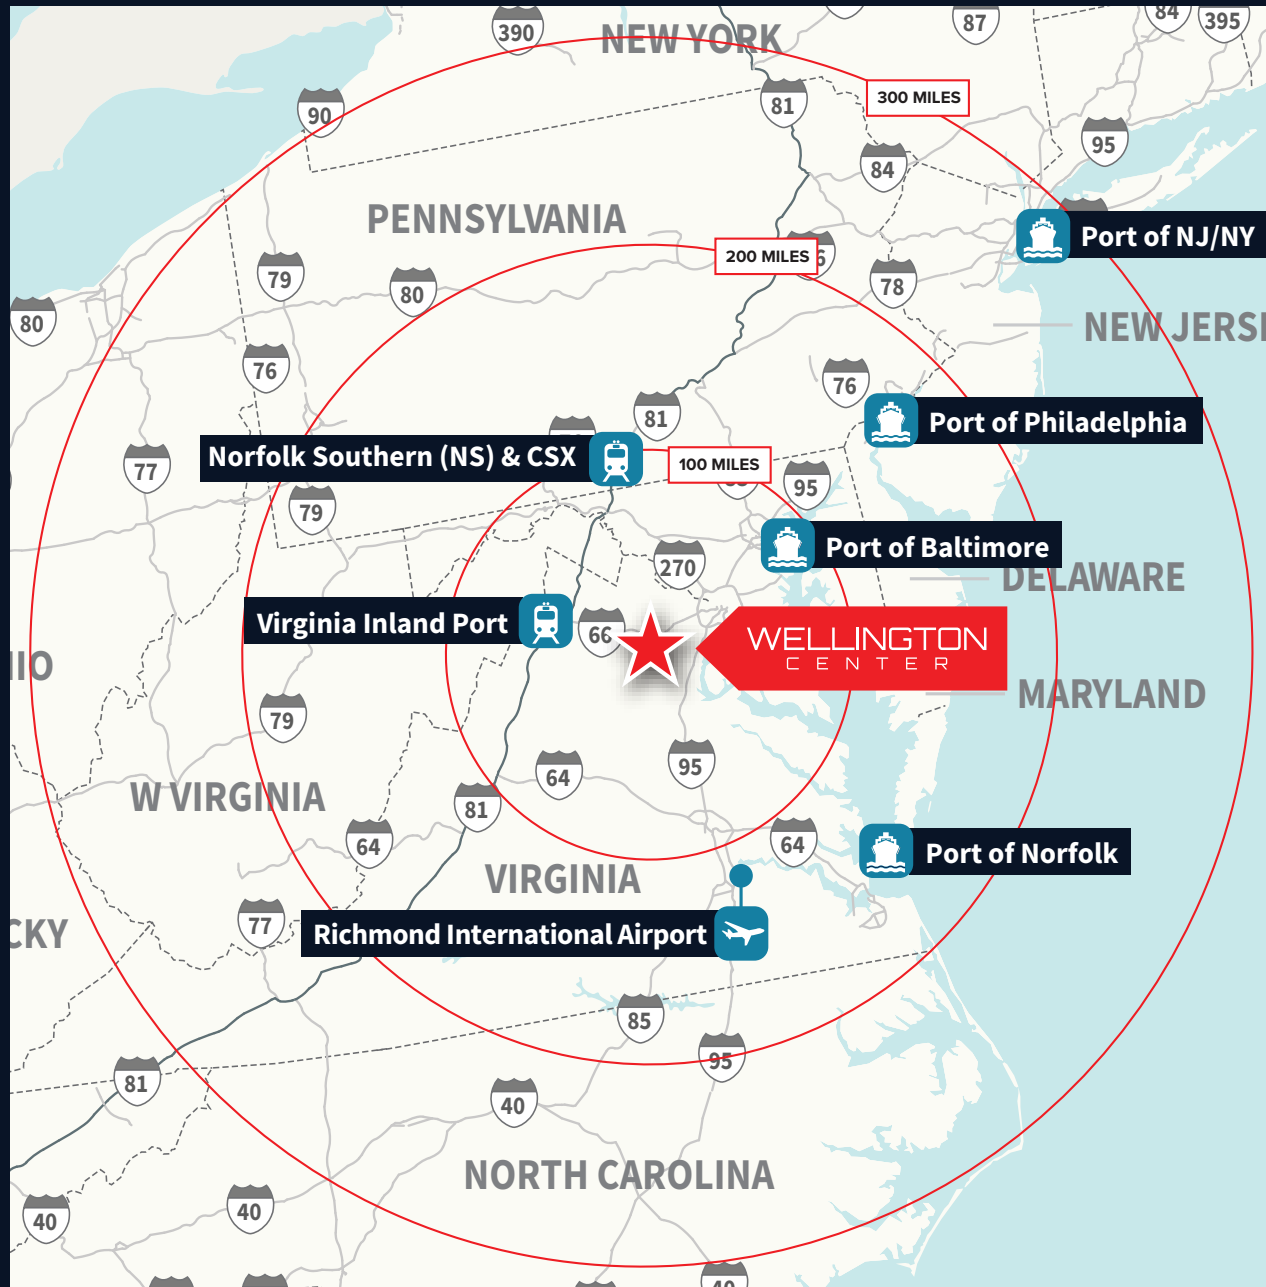 390
NEW YORK
87
84
395
90
81
300 MILES
95
84
PENNSYLVANIA
Port of NJ/NY
200 MILES
79
80
78
80
NEW JERSE
76
76
Port of Philadelphia
81
Norfolk Southern (NS) & CSX
100 MILES
77
95
79
Port of Baltimore
270
DELAWARE
Virginia Inland Port
66
WELLINGTON
CENTER
IO
MARYLAND
79
64
95
W VIRGINIA
81
64
64
Port of Norfolk
VIRGINIA
77
CKY
Richmond International Airport
85
95
81
40
NORTH CAROLINA
40
40
40